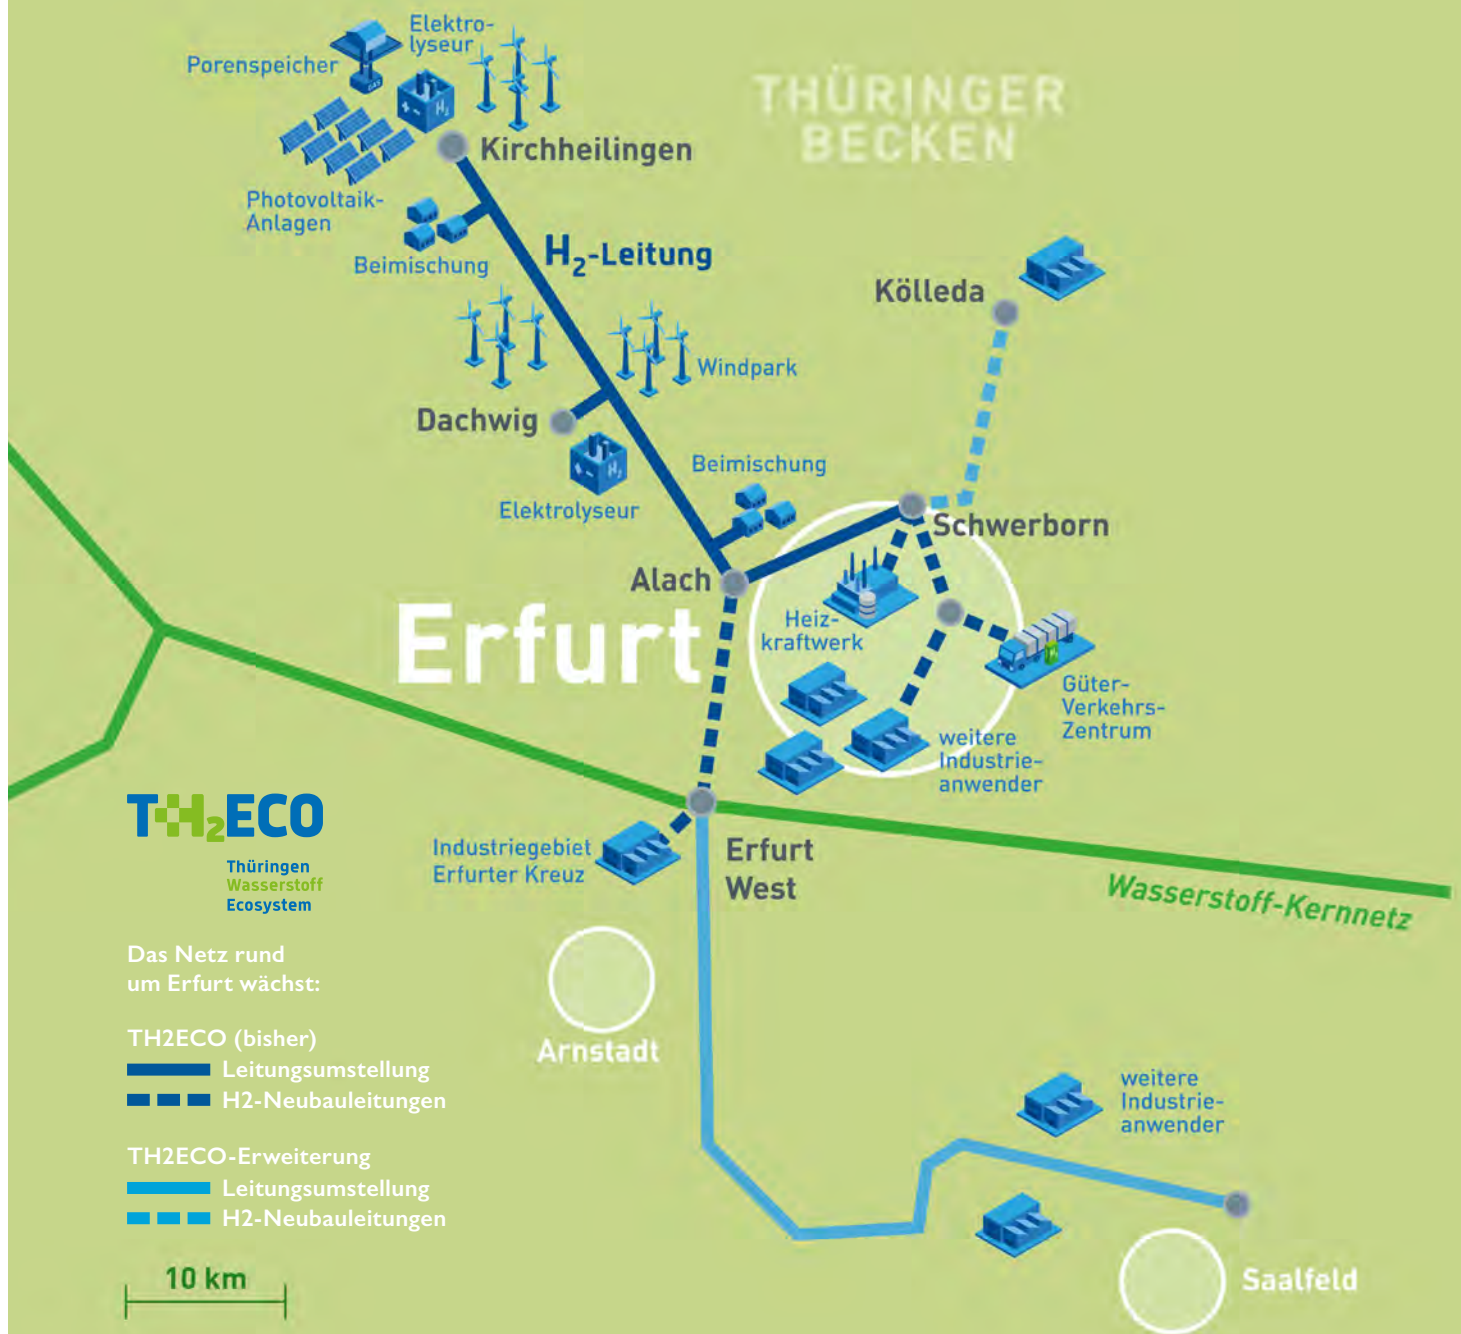 Elektro-
lyseur
Porenspeicher
GAS
H2
THÜRINGER
BECKEN
Kirchheilingen
Photovoltaik-
Anlagen
Beimischung
H2-Leitung
Kölleda
Windpark
Dachwig
H2
Elektrolyseur
Beimischung
Schwerborn
Alach
Erfurt
Heiz-
kraftwerk
Güter-
Verkehrs-
Zentrum
weitere
Industrie-
anwender
TH2ECO
Thüringen
Wasserstoff
Ecosystem
Industriegebiet
Erfurter Kreuz
Erfurt
West
Wasserstoff-Kernnetz
Das Netz rund
um Erfurt wächst:
Arnstadt
TH2ECO (bisher)
Leitungsumstellung
H2-Neubauleitungen
weitere
Industrie-
anwender
TH2ECO-Erweiterung
Leitungsumstellung
H2-Neubauleitungen
10 km
Saalfeld